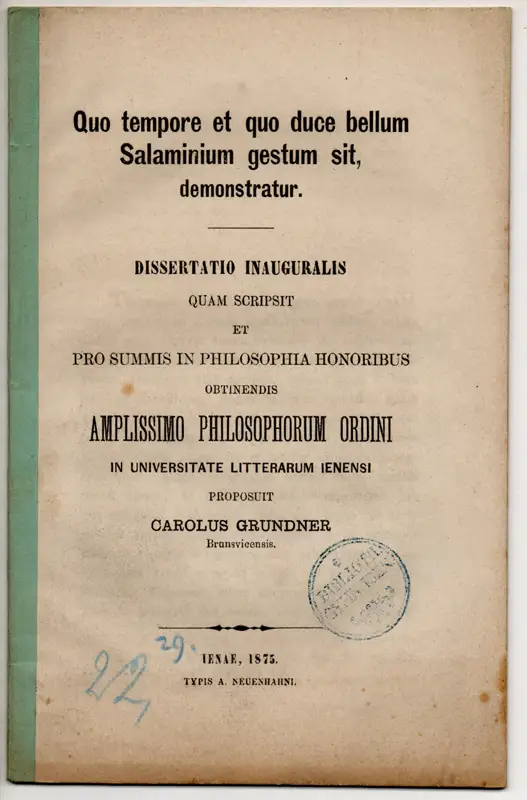 Quo tempore et quo duce bellum
Salaminium gestum sit,
demonstratur.
DISSERTATIO INAUGURALIS
QUAM SCRIPSIT
ET
PRO SUMMIS IN PHILOSOPHIA HONORIBUS
OBTINENDIS
AMPLISSIMO PHILOSOPHORUM ORDINI
IN UNIVERSITATE LITTERARUM IENENSI
PROPOSUIT
CAROLUS GRUNDNER
Brunsvicensis.
29.
22,
IENAE, 1875.
TYPIS A. NEUENHAHNI.